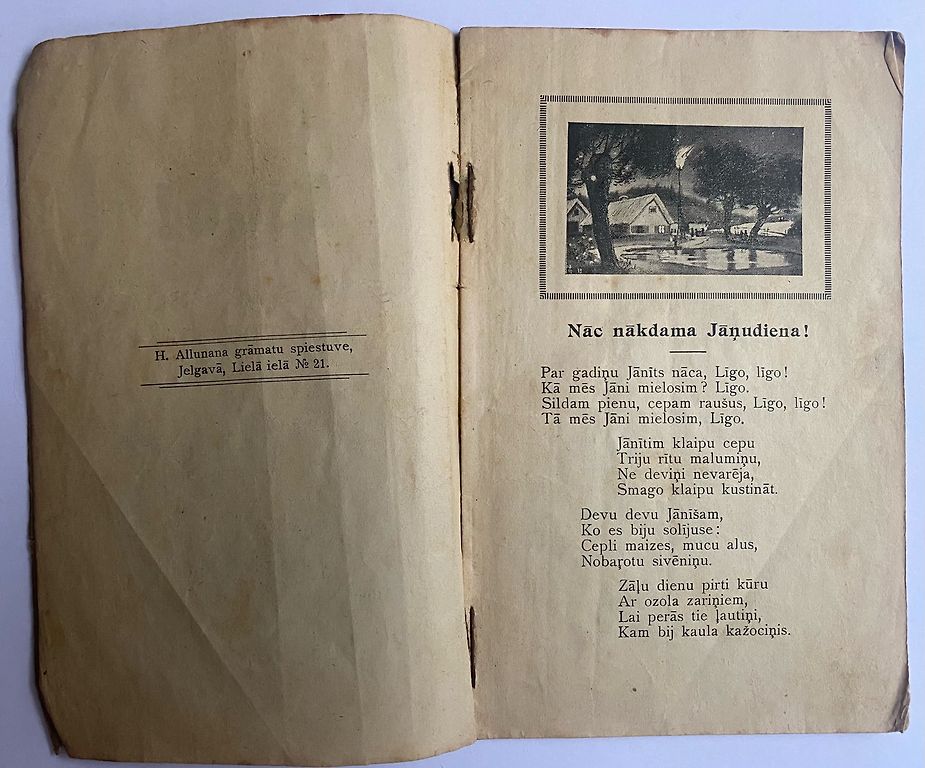 H. Allunana grāmatu spiestuve,
Jelgavā, Lielā ielā № 21.
Nāc nākdama Jāņudiena!
Par gadiņu Jānīts nāca, Līgo, līgo!
Kā mēs Jāni mielosim? Līgo.
Sildam pienu, cepam raušus, Līgo, līgo!
Tā mēs Jāni mielosim, Līgo.
Jānītim klaipu cepu
Triju rītu malumiņu,
Ne deviņi nevarēja,
Smago klaipu kustināt.
Devu devu Jānīšam,
Ko es biju solījuse:
Cepli maizes, mucu alus,
Nobaŗotu sivēniņu.
Zāļu dienu pirti kūru
Ar ozola zariņiem,
Lai perās tie ļautiņi,
Kam bij kaula kažociņis.